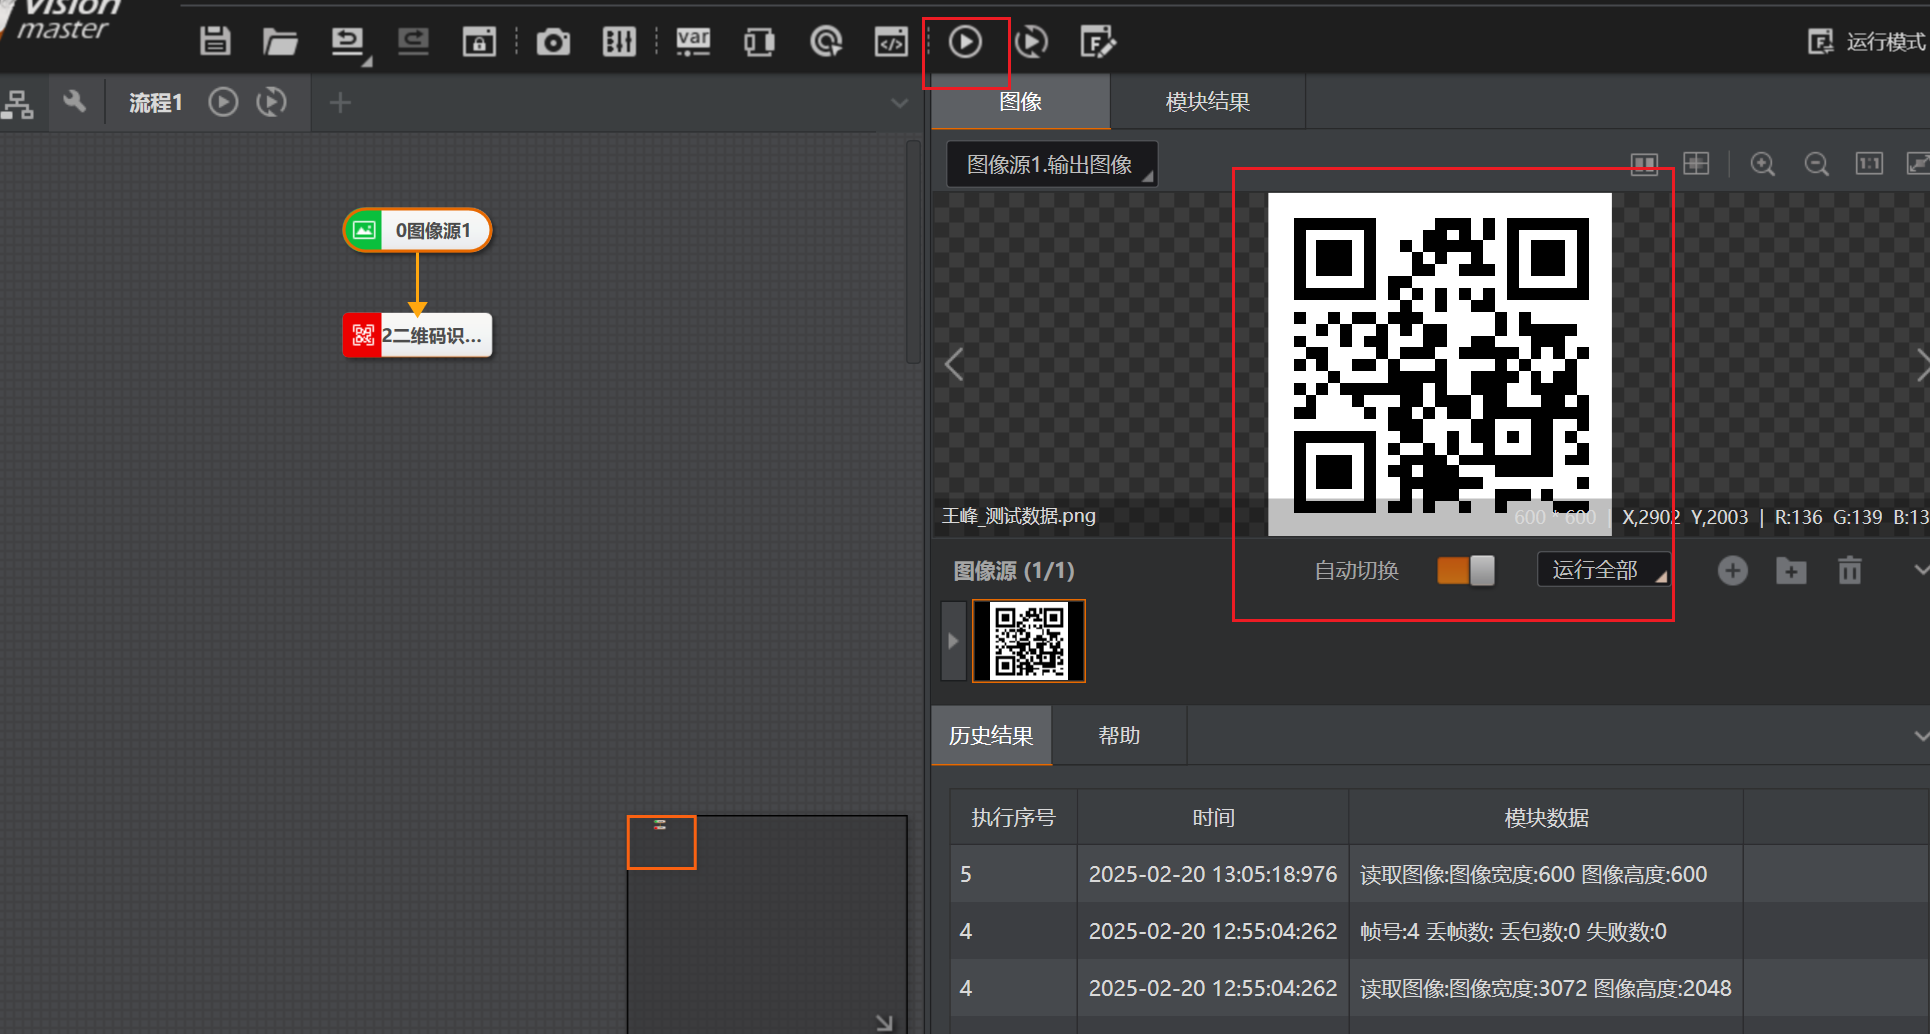 vision
master
var
运行模式
流程1
图像
模块结果
图像源1.输出图像
1:1
0图像源1
2二维码识...
王峰_测试数据.png
600 * 600 | X,2902 Y,2003 | R:136 G:139 B:13
图像源 (1/1)
自动切换
运行全部
历史结果
帮助
执行序号 时间 模块数据
5 2025-02-20 13:05:18:976 读取图像:图像宽度:600 图像高度:600
4 2025-02-20 12:55:04:262 帧号:4 丢帧数: 丢包数:0 失败数:0
4 2025-02-20 12:55:04:262 读取图像:图像宽度:3072 图像高度:2048